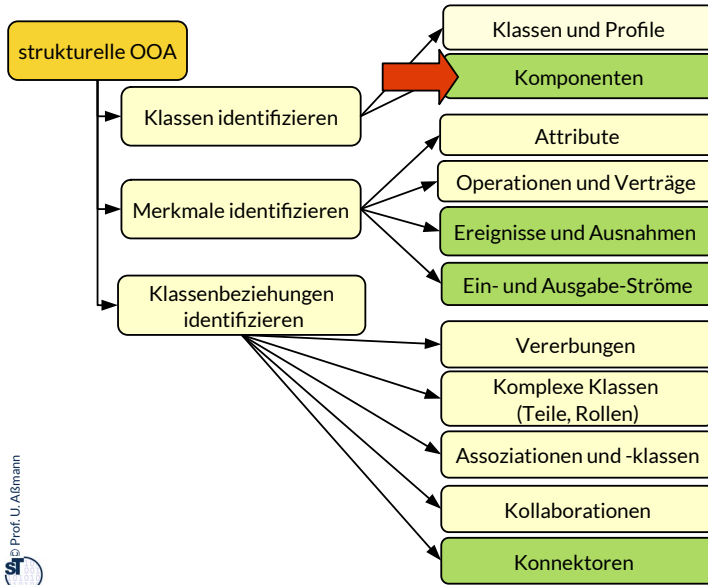 strukturelle OOA
Klassen identifizieren
Merkmale identifizieren
Klassenbeziehungen
identifizieren
Klassen und Profile
Komponenten
Attribute
Operationen und Verträge
Ereignisse und Ausnahmen
Ein- und Ausgabe-Ströme
Vererbungen
Komplexe Klassen
(Teile, Rollen)
Assoziationen und -klassen
Kollaborationen
Konnektoren
© Prof. U. Aßmann
ST